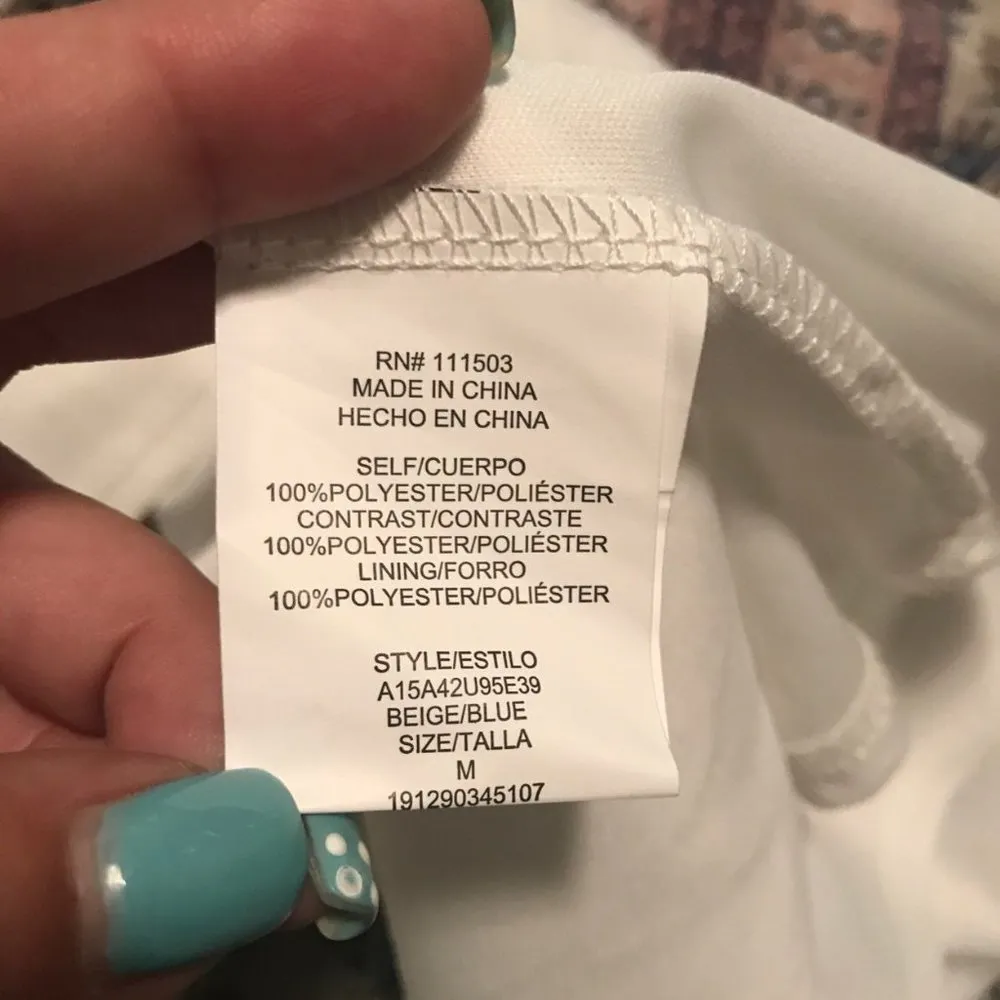 RN# 111503
MADE IN CHINA
HECHO EN CHINA
SELF/CUERPO
100%POLYESTER/POLIÉSTER
CONTRAST/CONTRASTE
100%POLYESTER/POLIÉSTER
LINING/FORRO
100%POLYESTER/POLIÉSTER
STYLE/ESTILO
A15A42U95E39
BEIGE/BLUE
SIZE/TALLA
M
191290345107